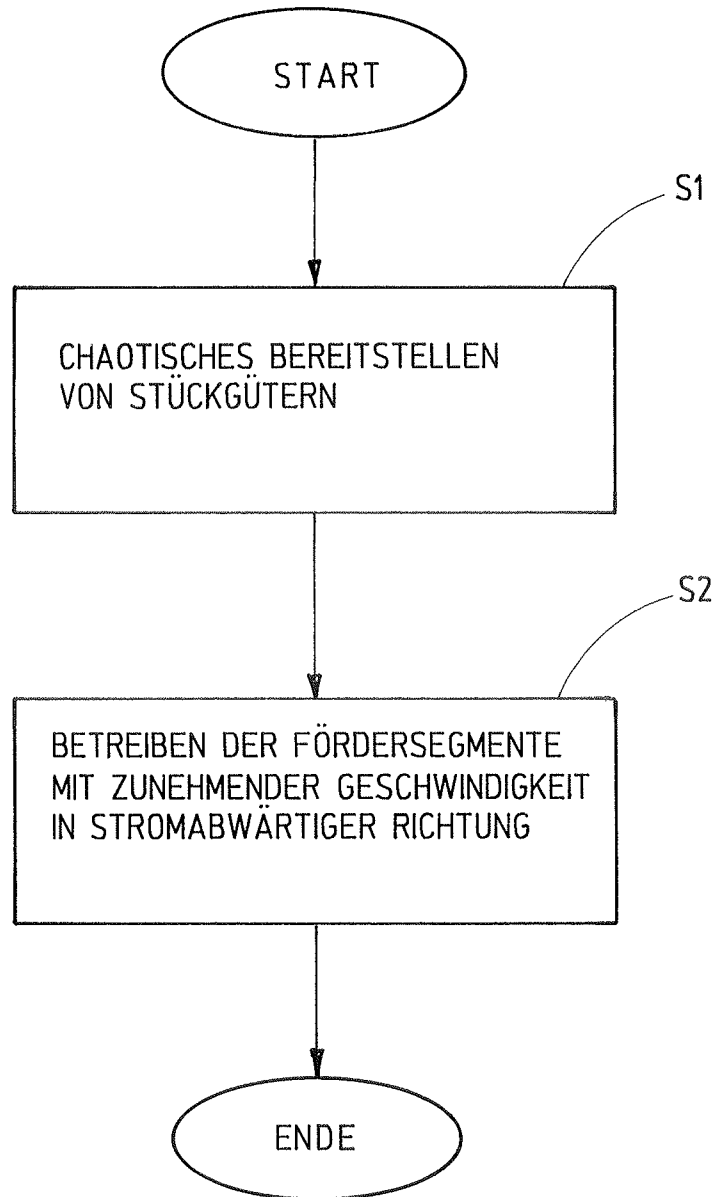 START
S1
CHAOTISCHES BEREITSTELLEN
VON STÜCKGÜTERN
S2
BETREIBEN DER FÖRDERSEGMENTE
MIT ZUNEHMENDER GESCHWINDIGKEIT
IN STROMABWÄRTIGER RICHTUNG
ENDE